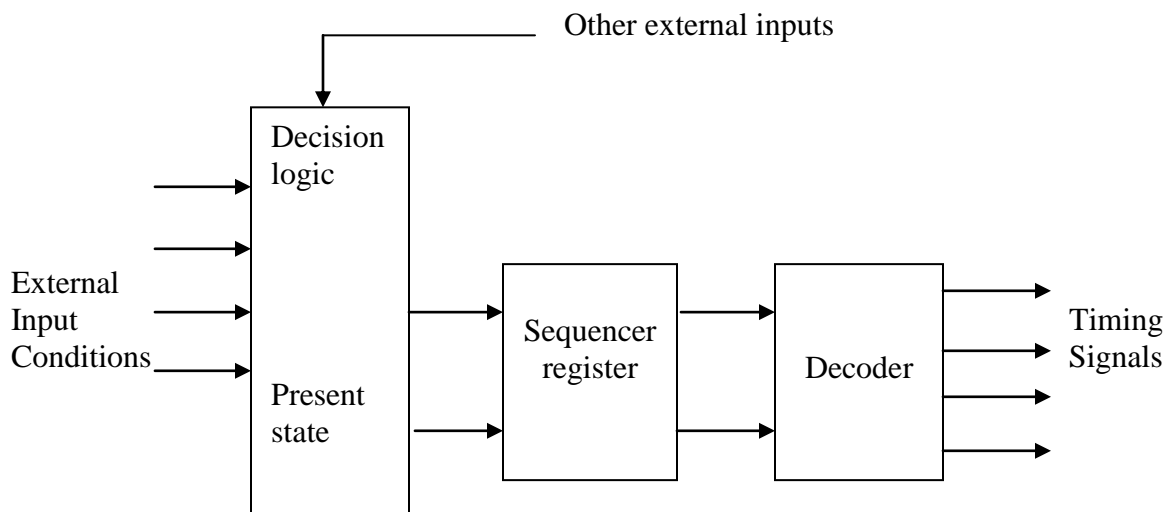 Other external inputs
Decision
logic
External
Input
Conditions
Present
state
Sequencer
register
Decoder
Timing
Signals